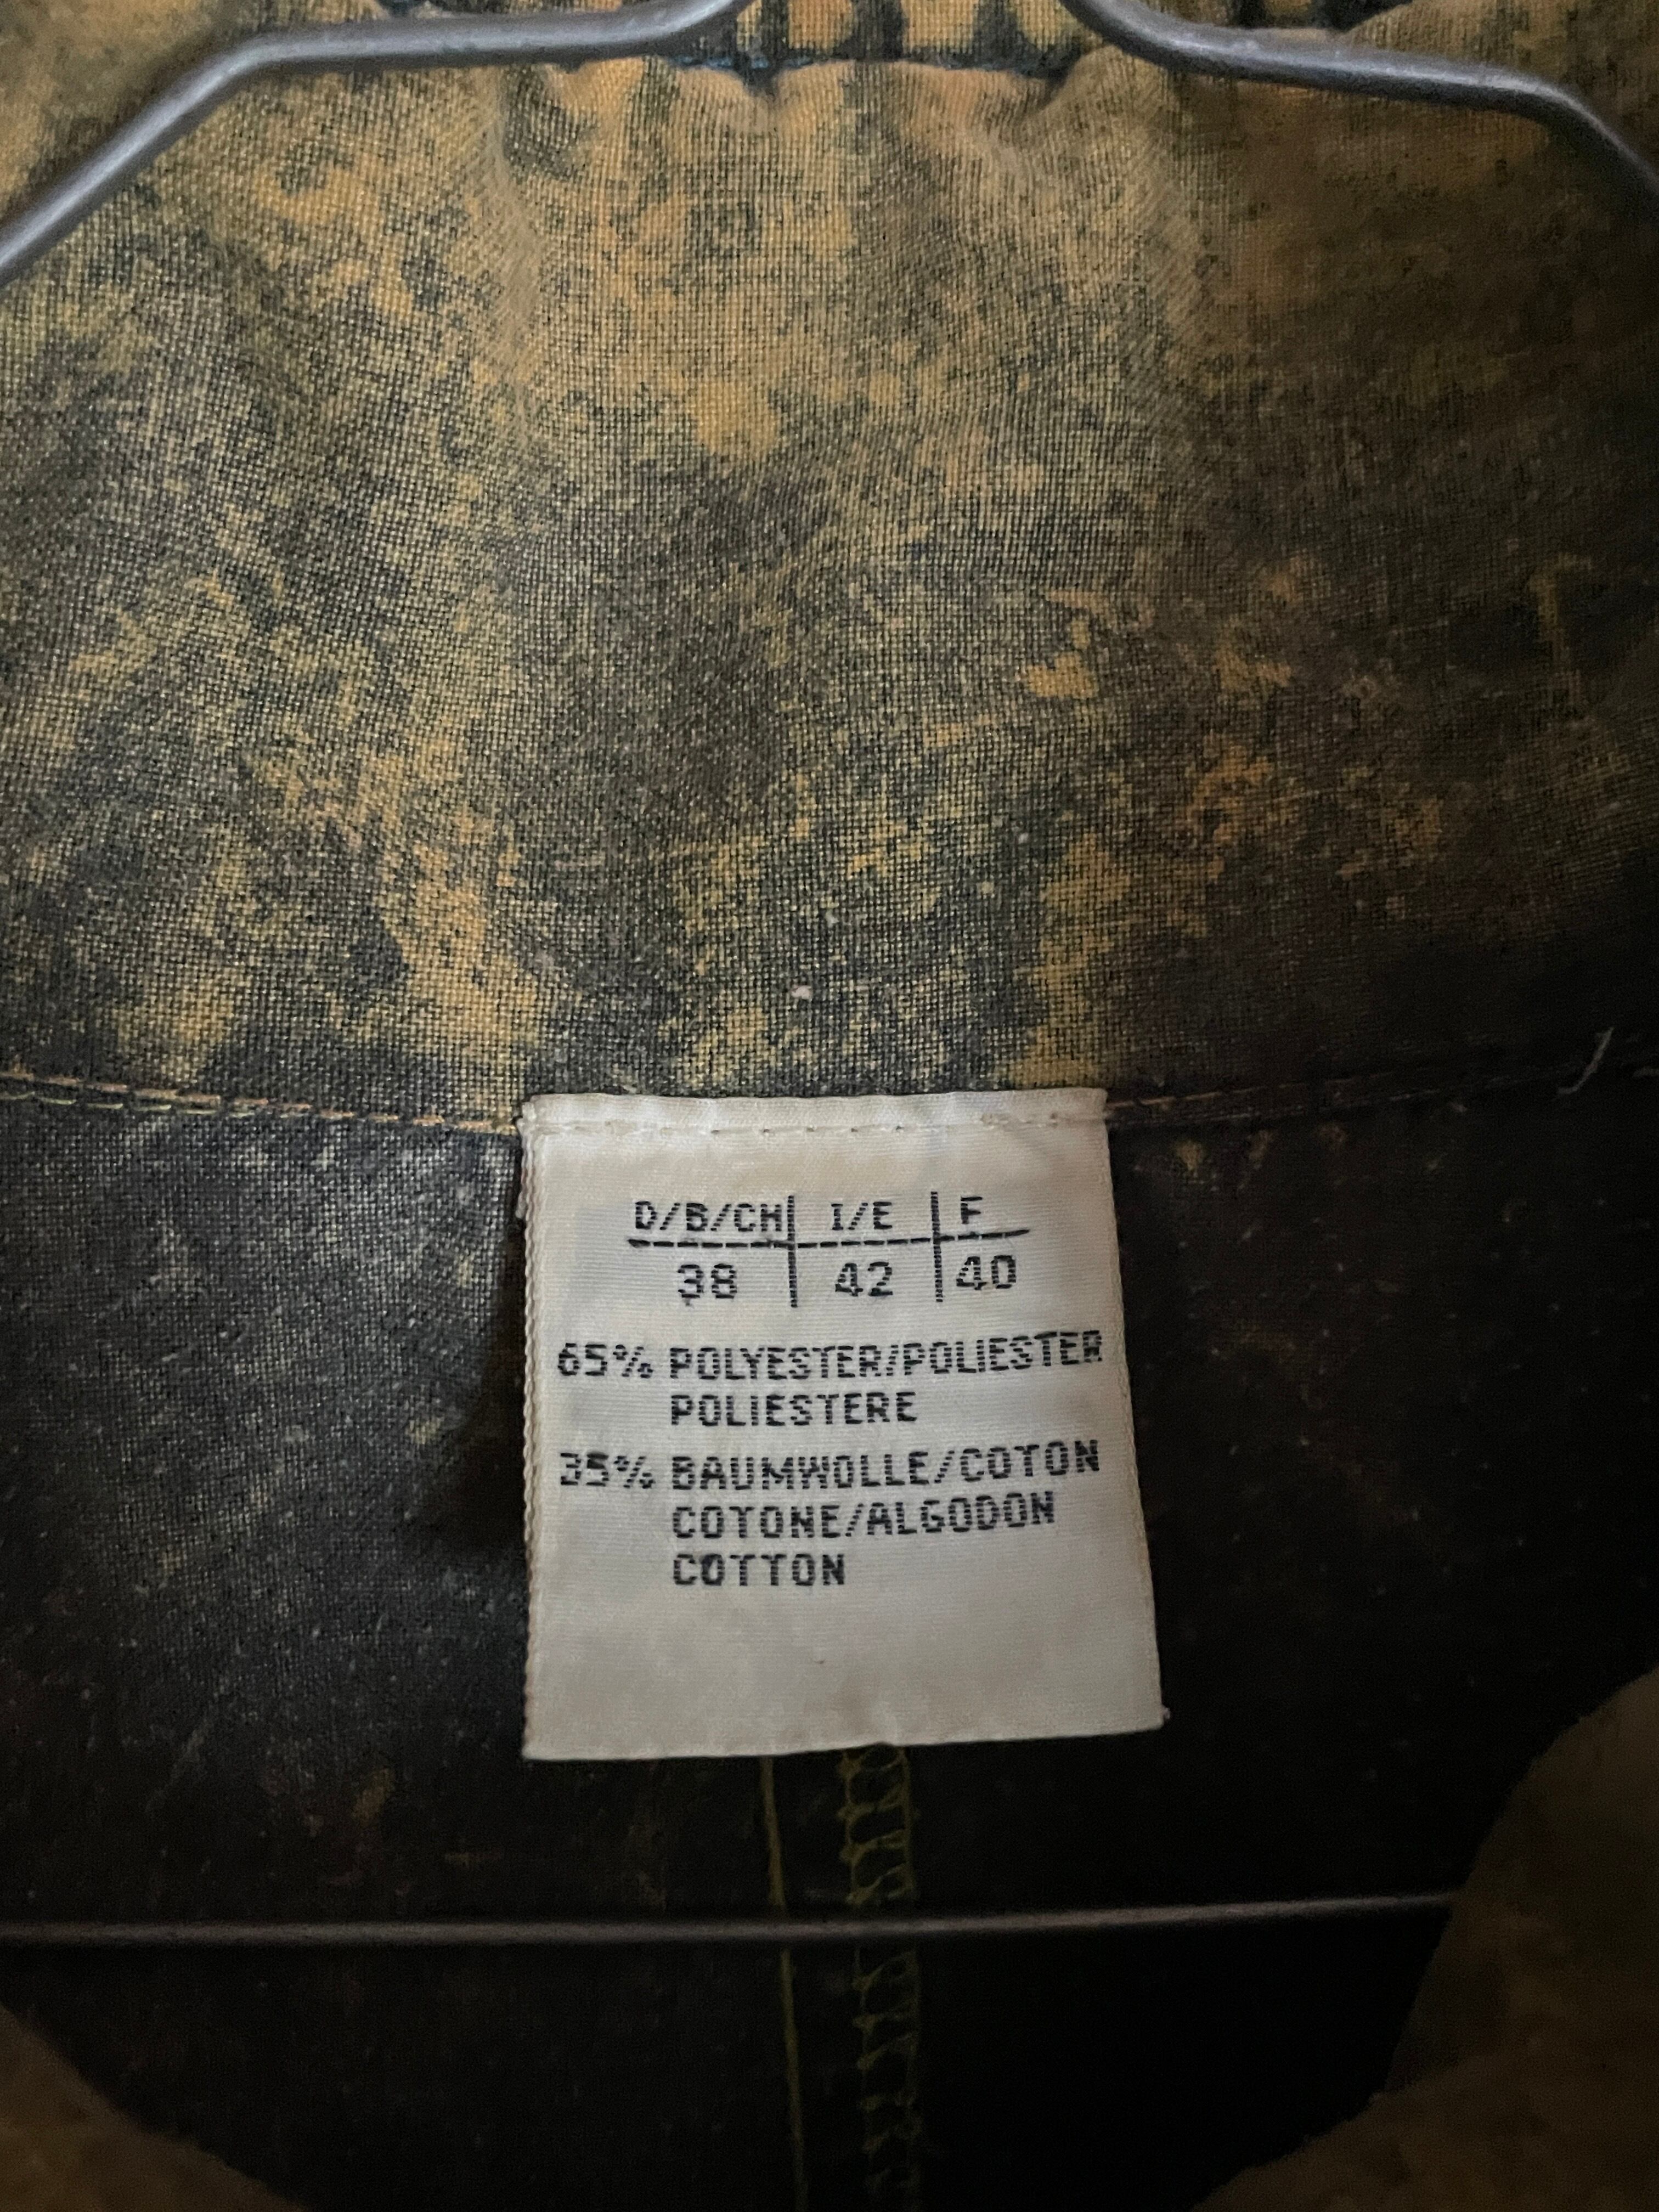 D/B/CH I/E F
38 42 40
65% POLYESTER/POLIESTER
POLIESTERE
35% BAUMWOLLE/COTON
COTONE/ALGODON
COTTON